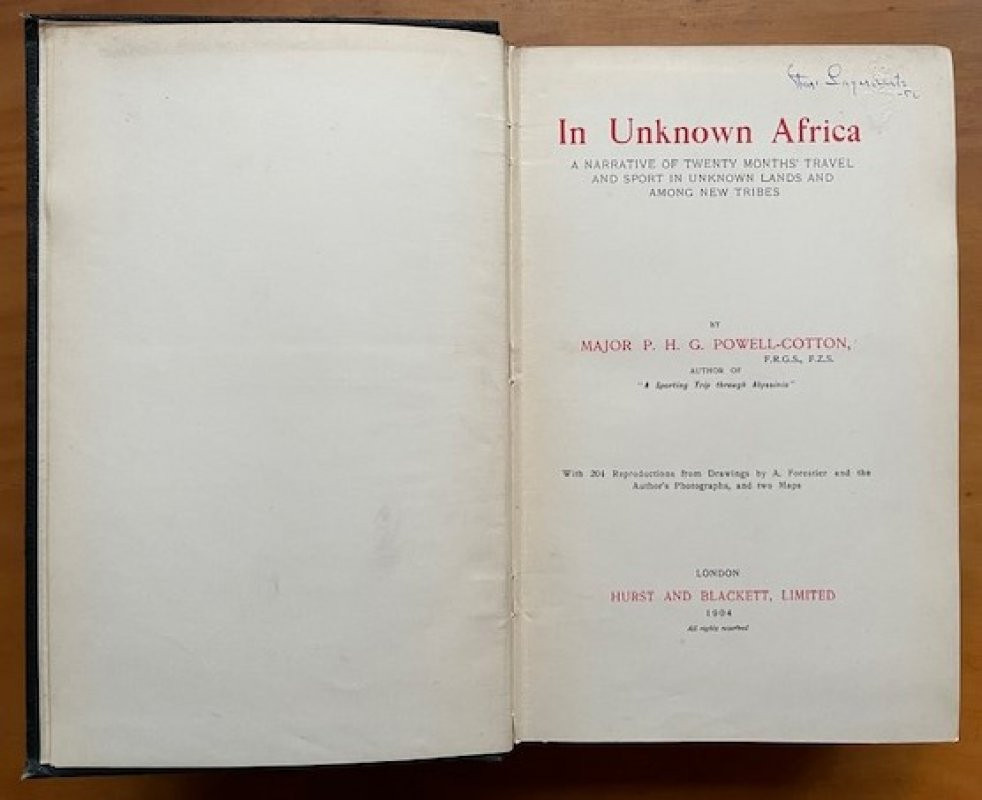 In Unknown Africa
A NARRATIVE OF TWENTY MONTHS' TRAVEL
AND SPORT IN UNKNOWN LANDS AND
AMONG NEW TRIBES
BY
MAJOR P. H. G. POWELL-COTTON,
F.R.G.S., F.Z.S.
AUTHOR OF
"A Sporting Trip through Abyssinia"
With 204 Reproductions from Drawings by A. Forestier and the
Author's Photographs, and two Maps
LONDON
HURST AND BLACKETT, LIMITED
1904
All rights reserved